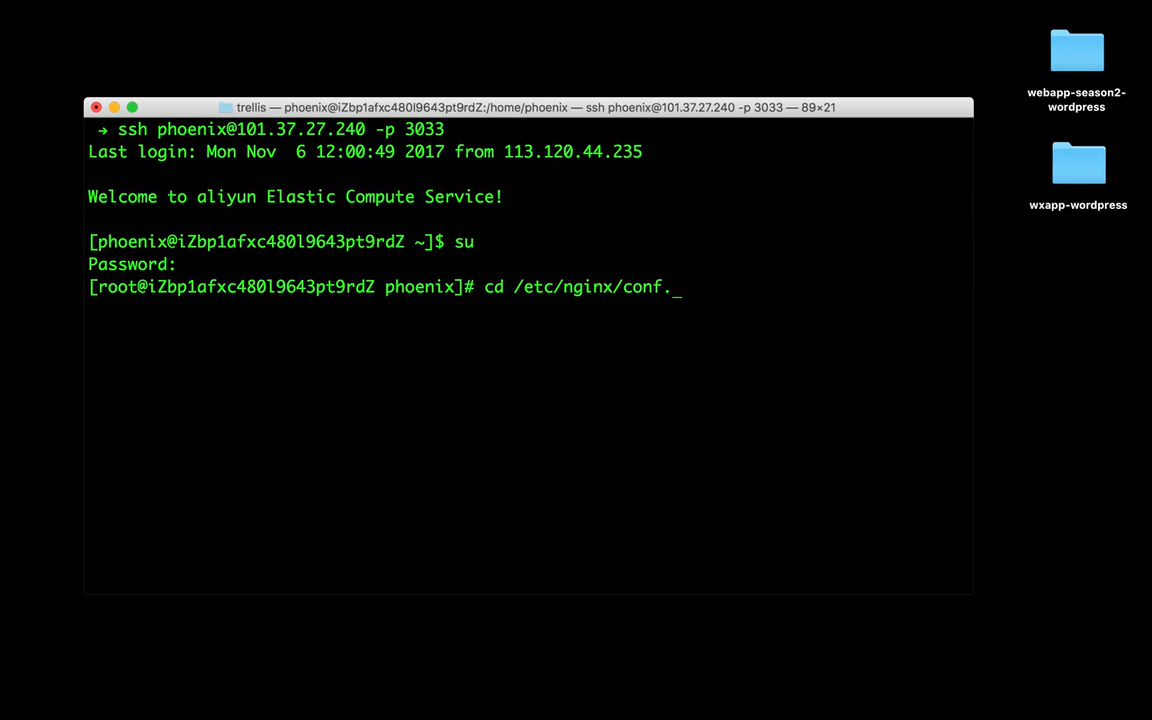 trellis — phoenix@iZbp1afxc480l9643pt9rdZ:/home/phoenix — ssh phoenix@101.37.27.240 -p 3033 — 89×21
→ ssh phoenix@101.37.27.240 -p 3033
Last login: Mon Nov  6 12:00:49 2017 from 113.120.44.235
Welcome to aliyun Elastic Compute Service!
[phoenix@iZbp1afxc480l9643pt9rdZ ~]$ su
Password:
[root@iZbp1afxc480l9643pt9rdZ phoenix]# cd /etc/nginx/conf._
webapp-season2-
wordpress
wxapp-wordpress